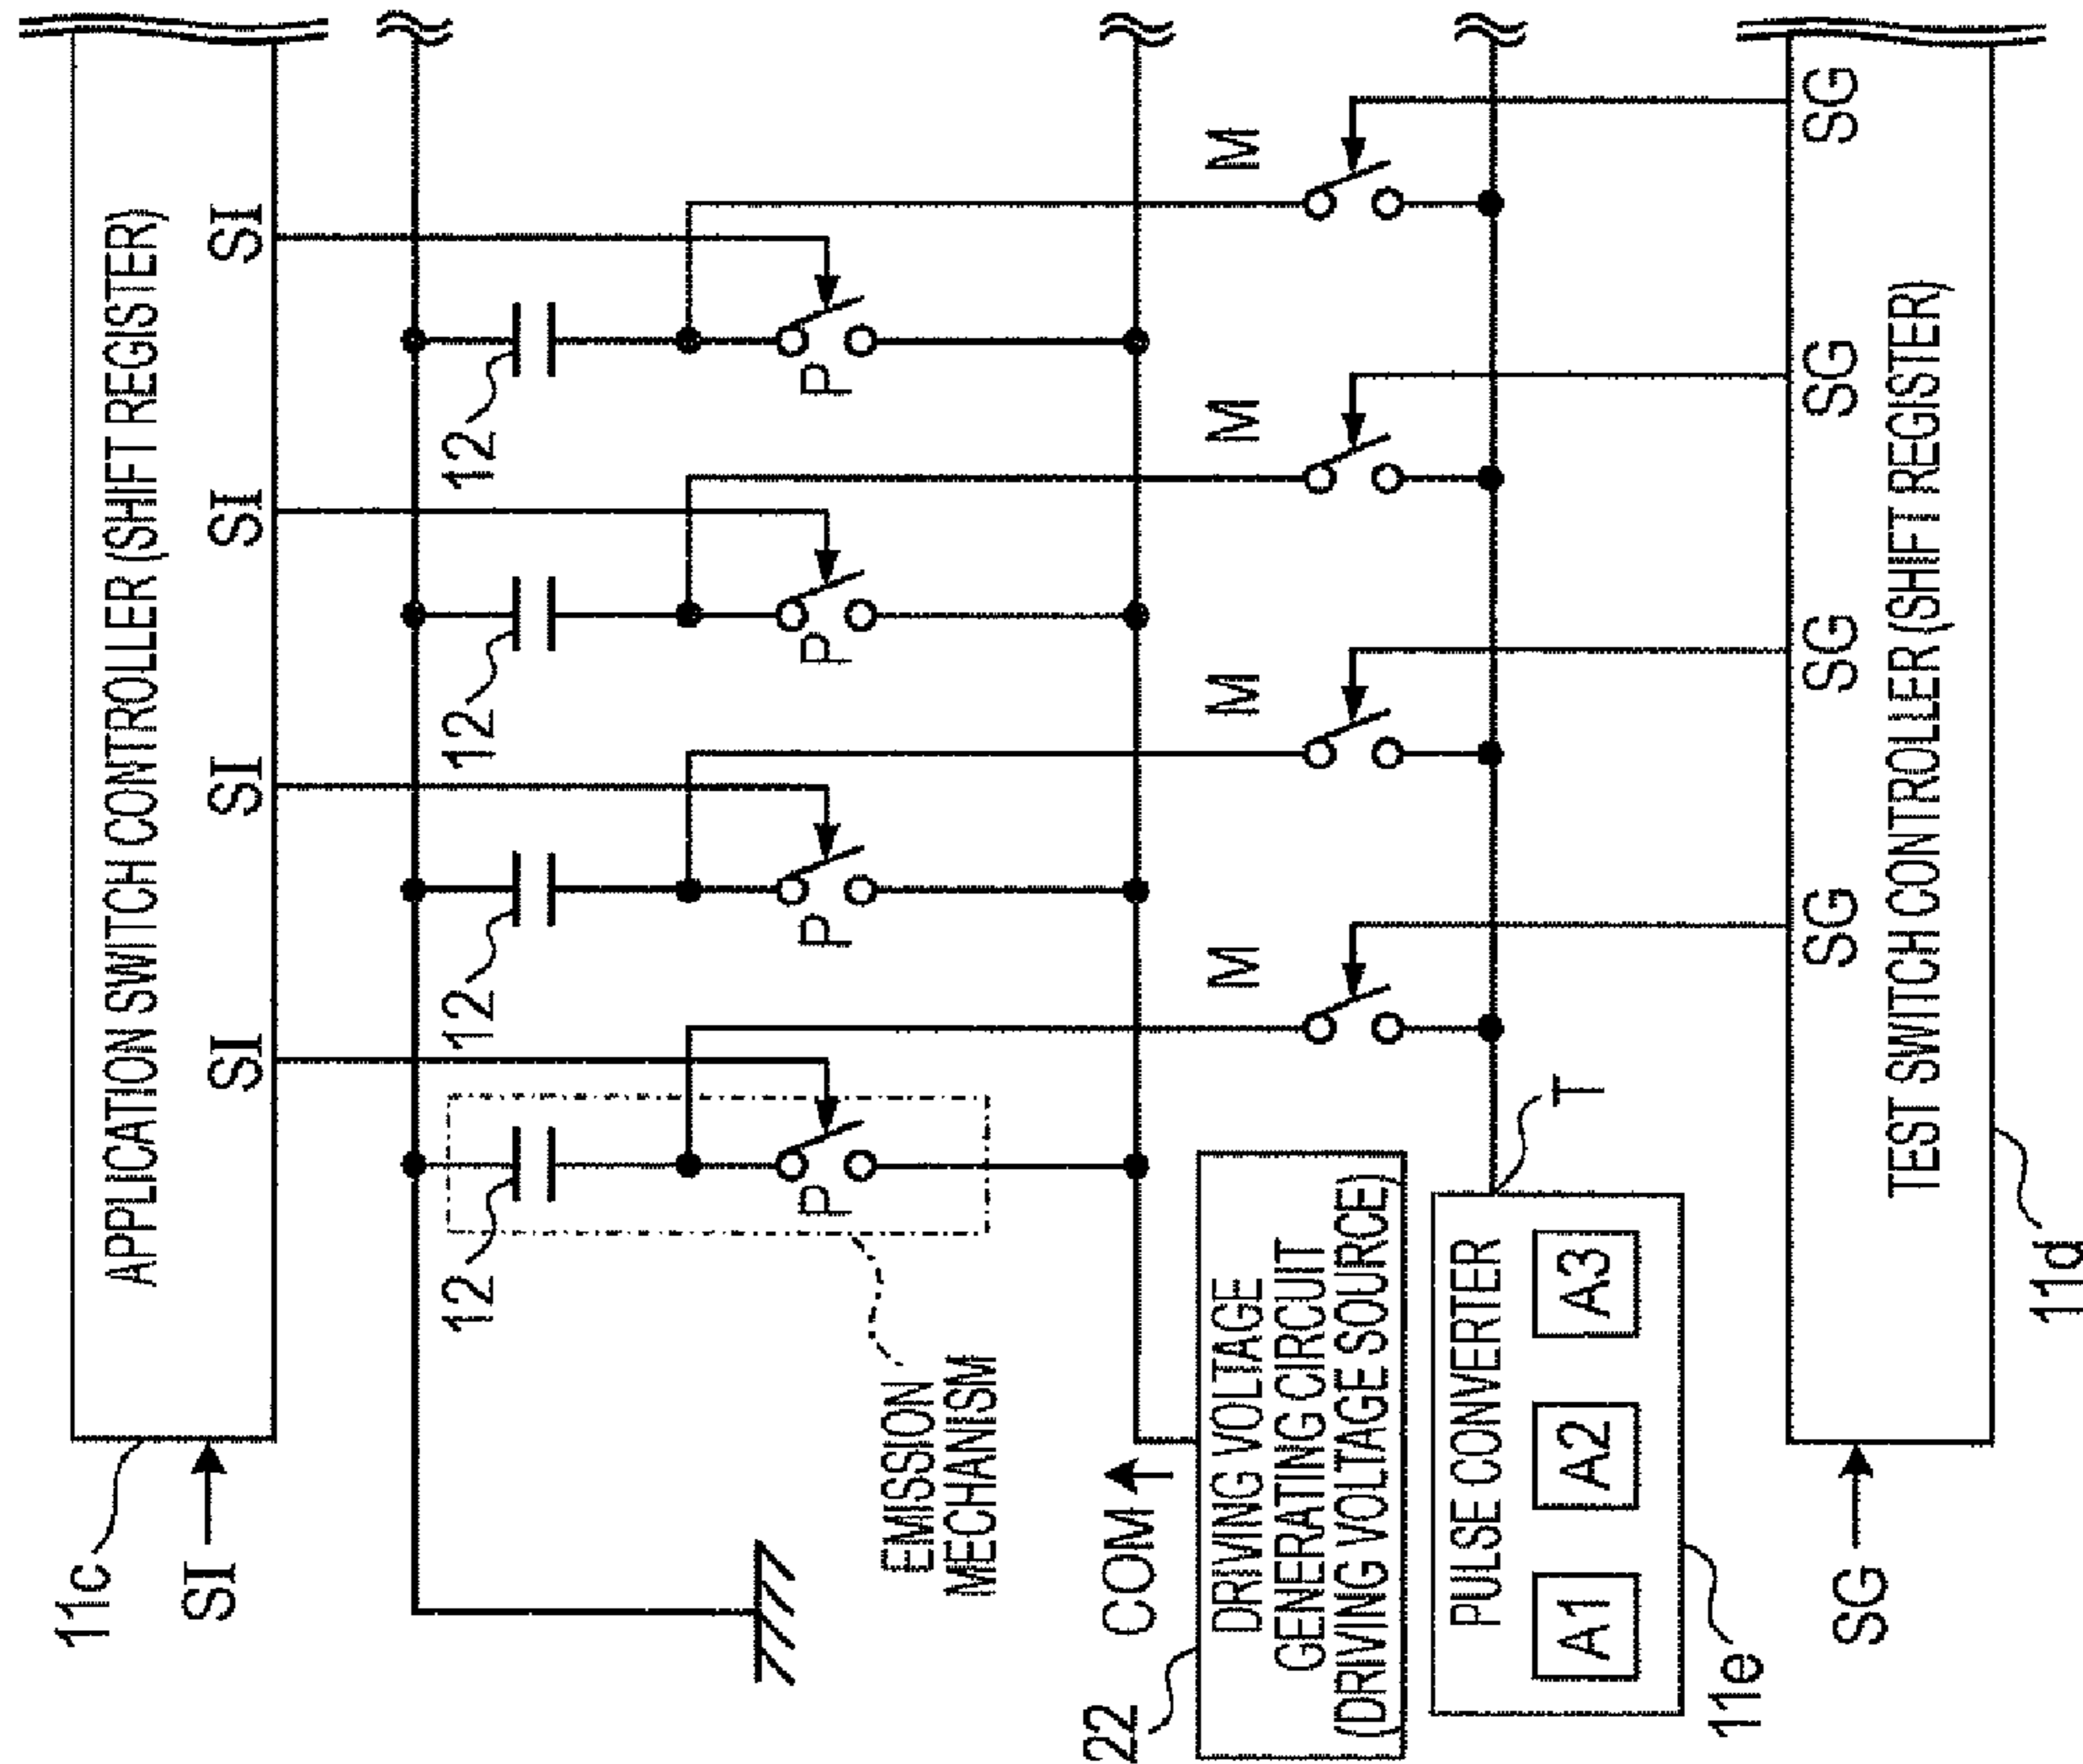 11c
SI
APPLICATION SWITCH CONTROLLER (SHIFT REGISTER)
SI
SI
SI
SI
12
12
12
12
P
P
P
P
EMISSION
MECHANISM
COM
22
DRIVING VOLTAGE
GENERATING CIRCUIT
(DRIVING VOLTAGE SOURCE)
M
M
M
M
PULSE CONVERTER
A1
A2
A3
T
11e
SG
SG
SG
SG
SG
TEST SWITCH CONTROLLER (SHIFT REGISTER)
11d